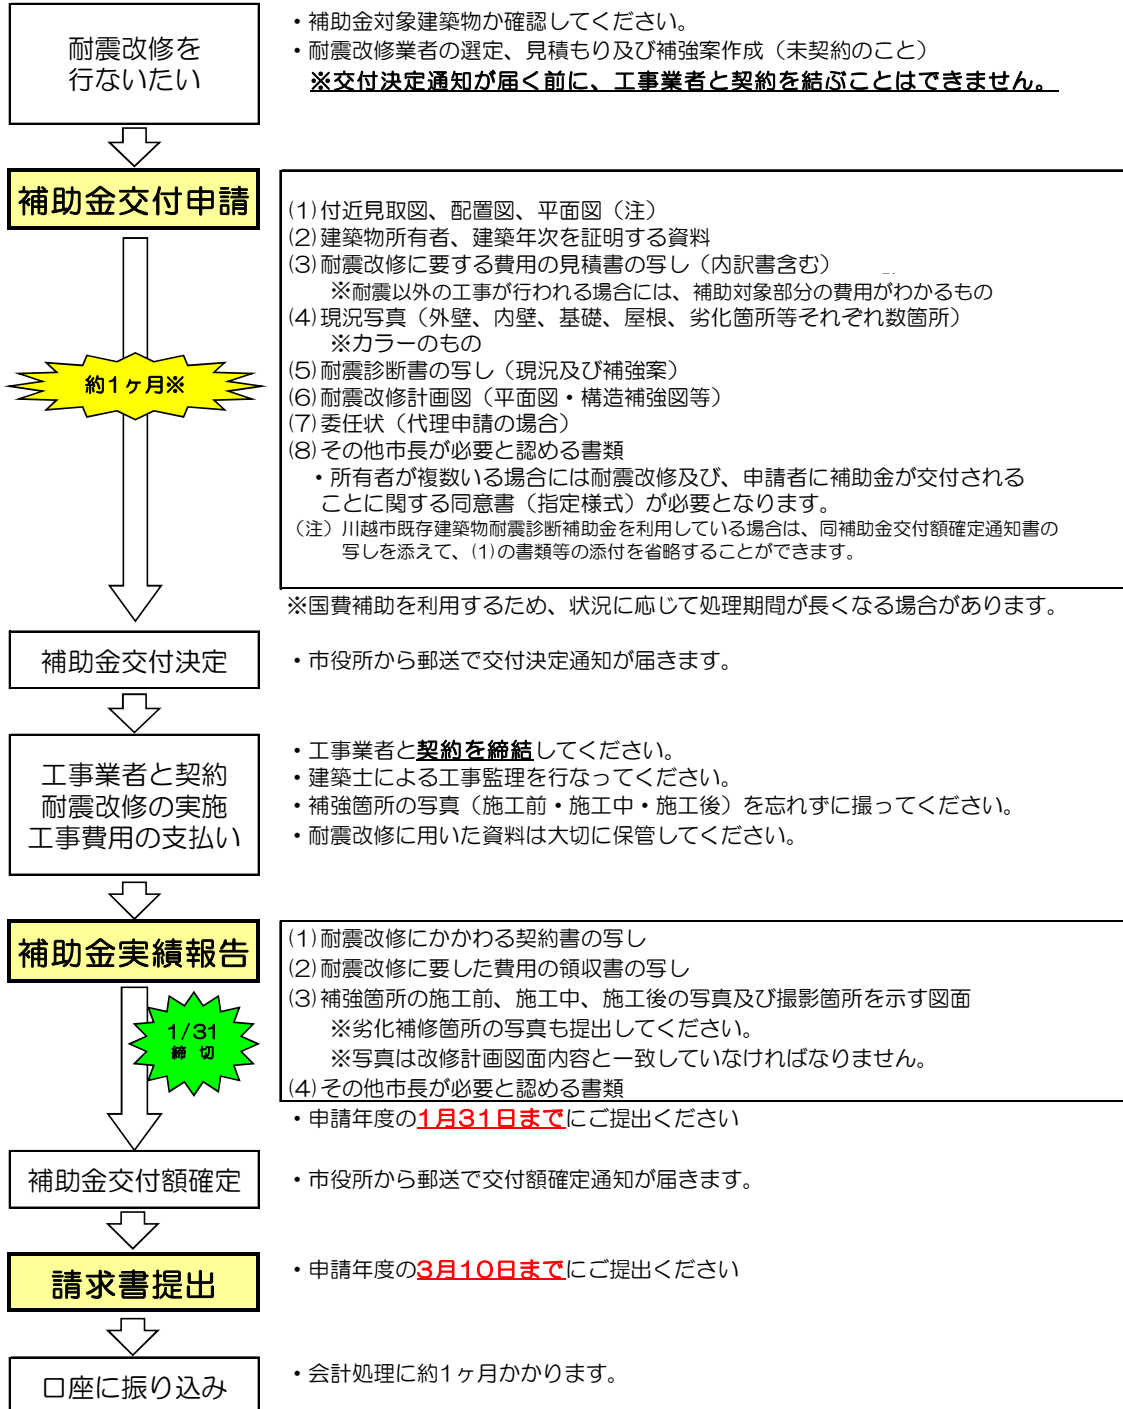 耐震改修を
行ないたい
・補助金対象建築物か確認してください。
・耐震改修業者の選定、見積もり及び補強案作成（未契約のこと）
※交付決定通知が届く前に、工事業者と契約を結ぶことはできません。
補助金交付申請
約1ヶ月※
(1)付近見取図、配置図、平面図（注）
(2)建築物所有者、建築年次を証明する資料
(3)耐震改修に要する費用の見積書の写し（内訳書含む）
※耐震以外の工事が行われる場合には、補助対象部分の費用がわかるもの
(4)現況写真（外壁、内壁、基礎、屋根、劣化箇所等それぞれ数箇所）
※カラーのもの
(5)耐震診断書の写し（現況及び補強案）
(6)耐震改修計画図（平面図・構造補強図等）
(7)委任状（代理申請の場合）
(8)その他市長が必要と認める書類
・所有者が複数いる場合には耐震改修及び、申請者に補助金が交付される
ことに関する同意書（指定様式）が必要となります。
（注）川越市既存建築物耐震診断補助金を利用している場合は、同補助金交付額確定通知書の
写しを添えて、(1)の書類等の添付を省略することができます。
※国費補助を利用するため、状況に応じて処理期間が長くなる場合があります。
補助金交付決定
・市役所から郵送で交付決定通知が届きます。
工事業者と契約
耐震改修の実施
工事費用の支払い
・工事業者と契約を締結してください。
・建築士による工事監理を行なってください。
・補強箇所の写真（施工前・施工中・施工後）を忘れずに撮ってください。
・耐震改修に用いた資料は大切に保管してください。
補助金実績報告
1/31
締 切
(1)耐震改修にかかわる契約書の写し
(2)耐震改修に要した費用の領収書の写し
(3)補強箇所の施工前、施工中、施工後の写真及び撮影箇所を示す図面
※劣化補修箇所の写真も提出してください。
※写真は改修計画図面内容と一致していなければなりません。
(4)その他市長が必要と認める書類
・申請年度の1月31日までにご提出ください
補助金交付額確定
・市役所から郵送で交付額確定通知が届きます。
請求書提出
・申請年度の3月10日までにご提出ください
口座に振り込み
・会計処理に約1ヶ月かかります。